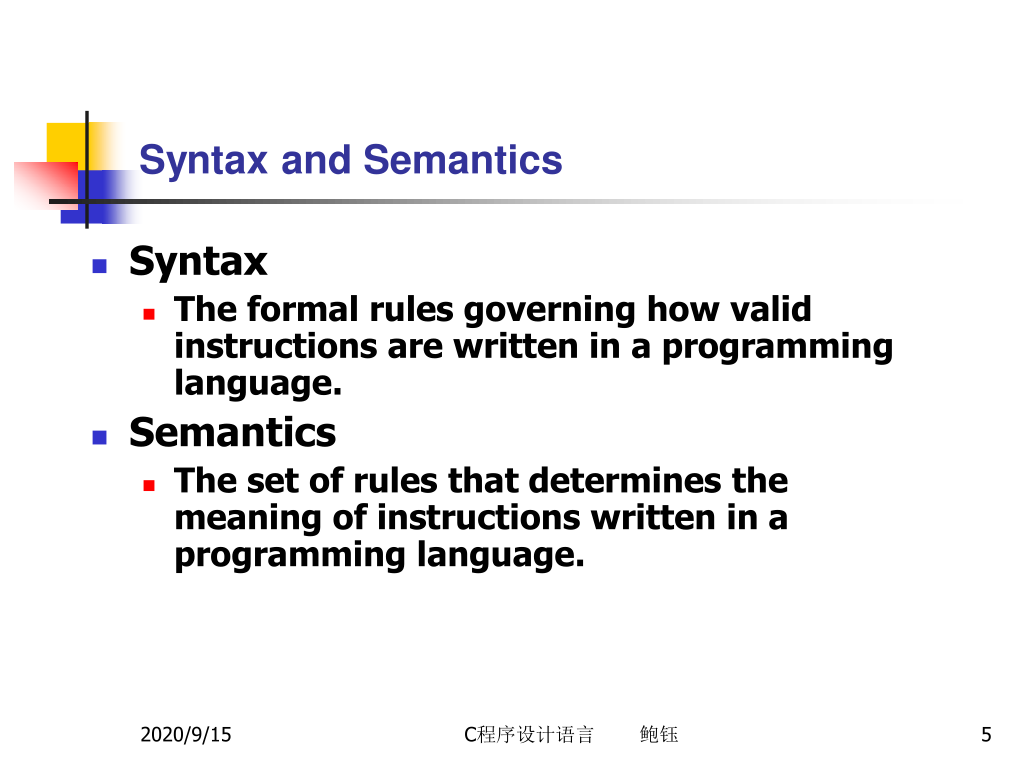 Syntax and Semantics
Syntax
The formal rules governing how valid
instructions are written in a programming
language.
Semantics
The set of rules that determines the
meaning of instructions written in a
programming language.
2020/9/15 C程序设计语言 鲍钰 5